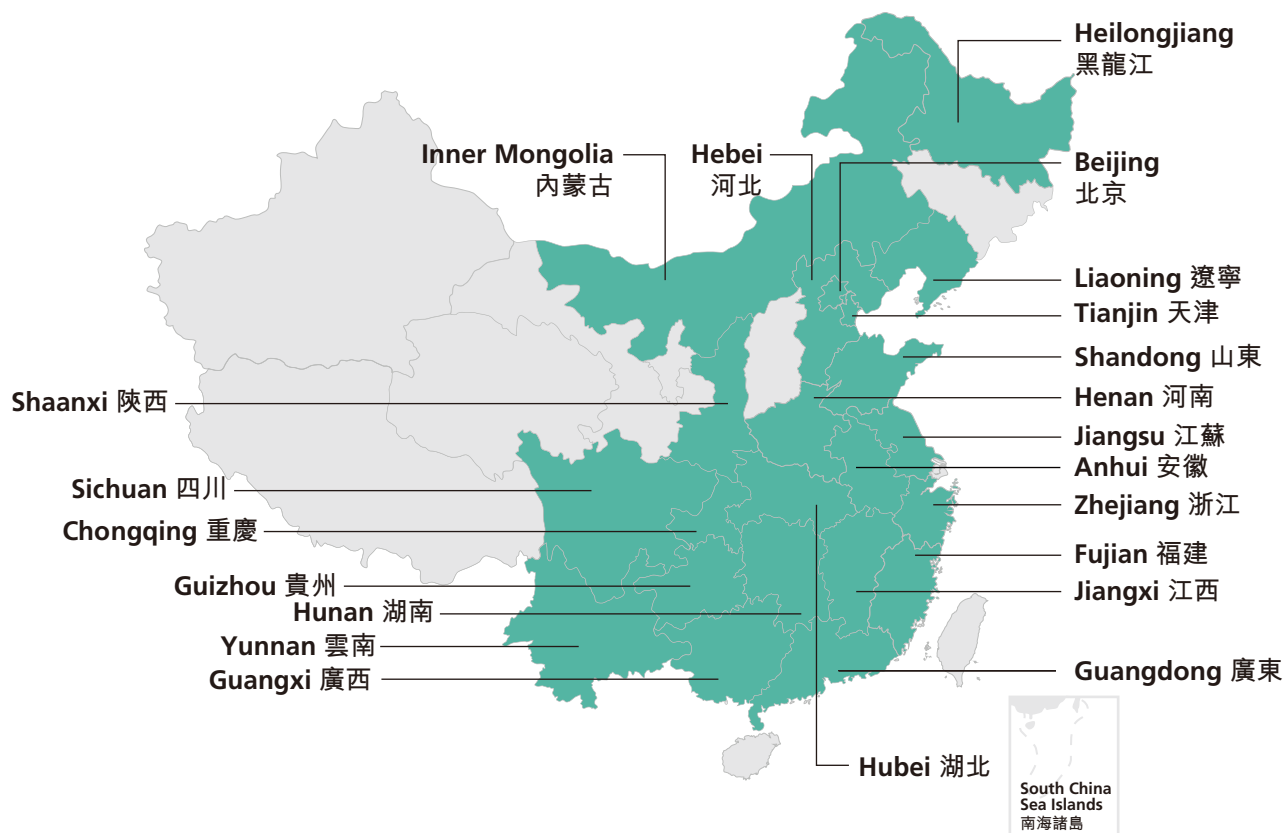 Heilongjiang
黑龍江
Inner Mongolia
內蒙古
Hebei
河北
Beijing
北京
Liaoning 遼寧
Tianjin 天津
Shandong 山東
Shaanxi 陝西
Henan 河南
Jiangsu 江蘇
Anhui 安徽
Sichuan 四川
Zhejiang 浙江
Chongqing 重慶
Fujian 福建
Guizhou 貴州
Jiangxi 江西
Hunan 湖南
Yunnan 雲南
Guangxi 廣西
Guangdong 廣東
Hubei 湖北
South China
Sea Islands
南海諸島